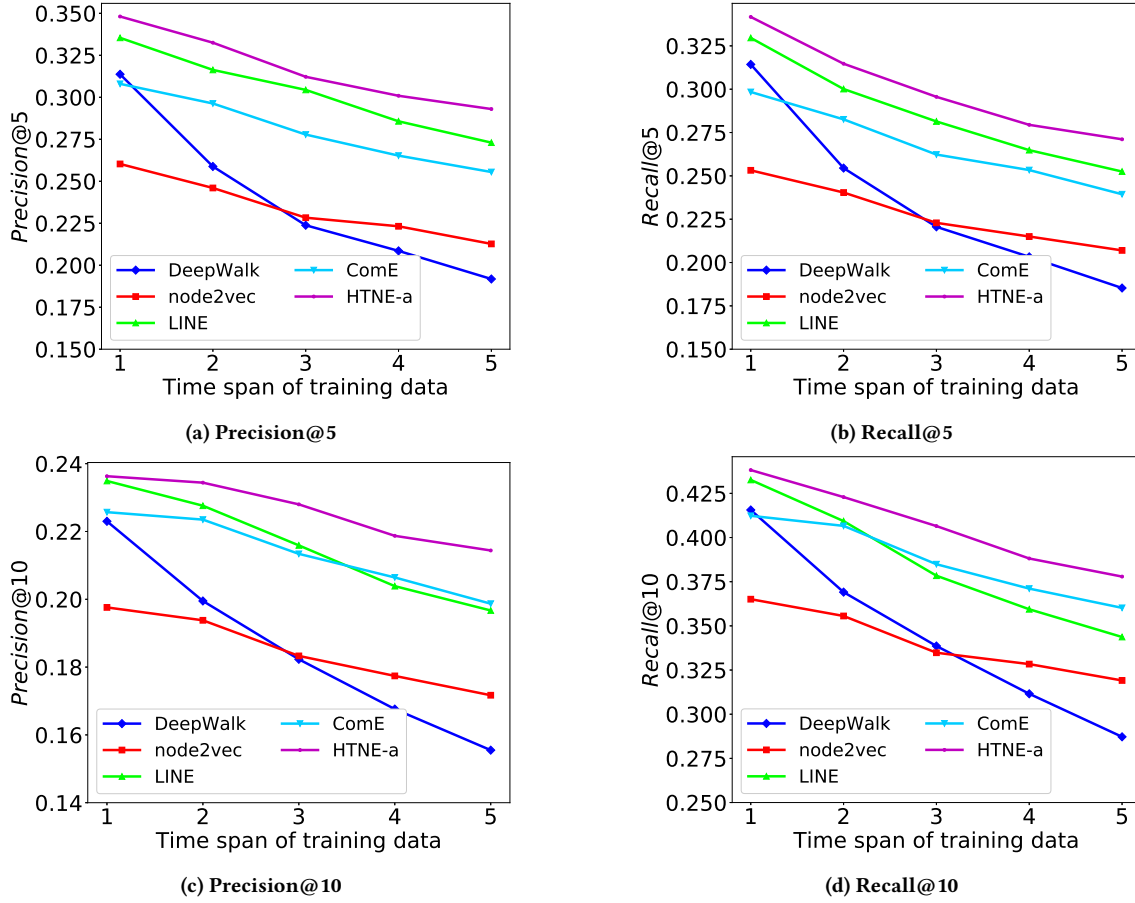 0.350
0.325
0.300
0.275
0.250
0.225
0.200
0.175
0.150
Precision@5
DeepWalk
node2vec
LINE
ComE
HTNE-a
1 2 3 4 5
Time span of training data
(a) Precision@5
0.325
0.300
0.275
0.250
0.225
0.200
0.175
0.150
Recall@5
DeepWalk
node2vec
LINE
ComE
HTNE-a
1 2 3 4 5
Time span of training data
(b) Recall@5
0.24
0.22
0.20
0.18
0.16
0.14
Precision@10
DeepWalk
node2vec
LINE
ComE
HTNE-a
1 2 3 4 5
Time span of training data
(c) Precision@10
0.425
0.400
0.375
0.350
0.325
0.300
0.275
0.250
Recall@10
DeepWalk
node2vec
LINE
ComE
HTNE-a
1 2 3 4 5
Time span of training data
(d) Recall@10